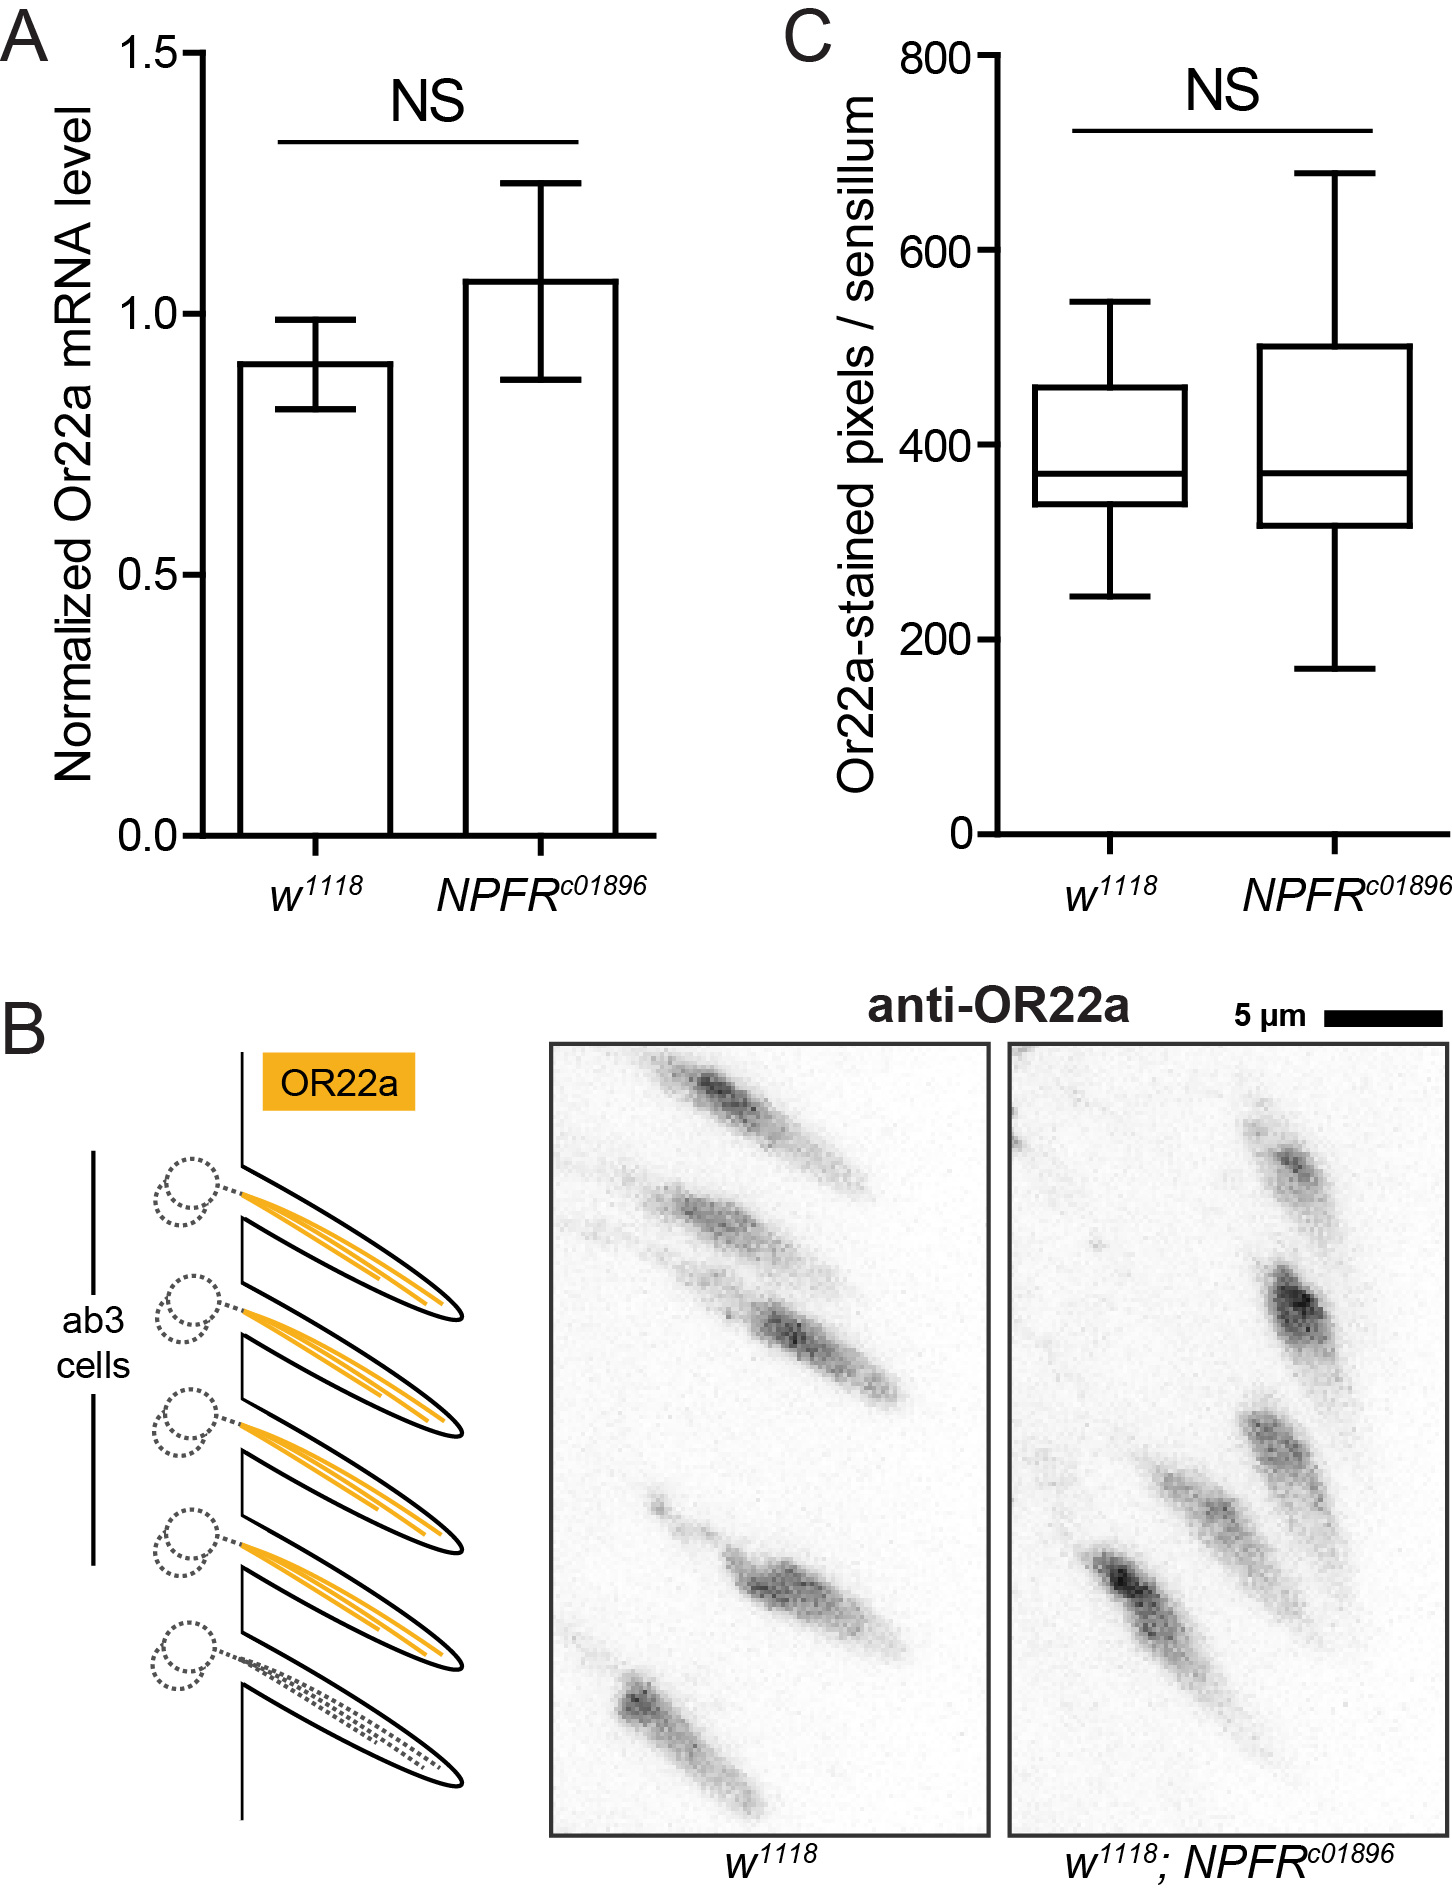 A
1.5
1.0
0.5
0.0
Normalized Or22a mRNA level
NS
w¹¹¹⁸
NPFRᶜ⁰¹⁸⁹⁶
C
800
600
400
200
0
Or22a-stained pixels / sensillum
NS
w¹¹¹⁸
NPFRᶜ⁰¹⁸⁹⁶
B
OR22a
ab3
cells
anti-OR22a
5 µm
w¹¹¹⁸
w¹¹¹⁸; NPFRᶜ⁰¹⁸⁹⁶